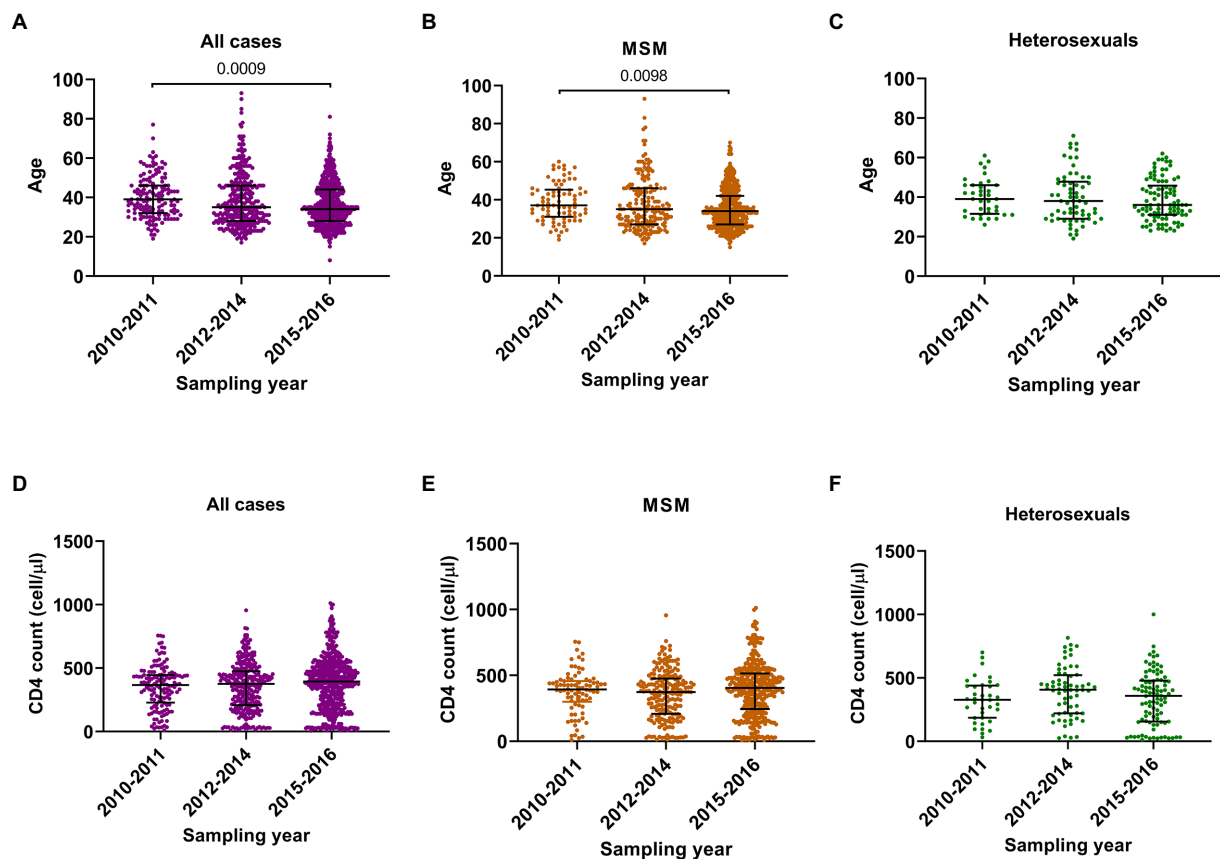 A
All cases
0.0009
100
80
60
40
20
0
Age
2010-2011
2012-2014
2015-2016
Sampling year
B
MSM
0.0098
100
80
60
40
20
0
Age
2010-2011
2012-2014
2015-2016
Sampling year
C
Heterosexuals
100
80
60
40
20
0
Age
2010-2011
2012-2014
2015-2016
Sampling year
D
All cases
1500
1000
500
0
CD4 count (cell/μl)
2010-2011
2012-2014
2015-2016
Sampling year
E
MSM
1500
1000
500
0
CD4 count (cell/μl)
2010-2011
2012-2014
2015-2016
Sampling year
F
Heterosexuals
1500
1000
500
0
CD4 count (cell/μl)
2010-2011
2012-2014
2015-2016
Sampling year